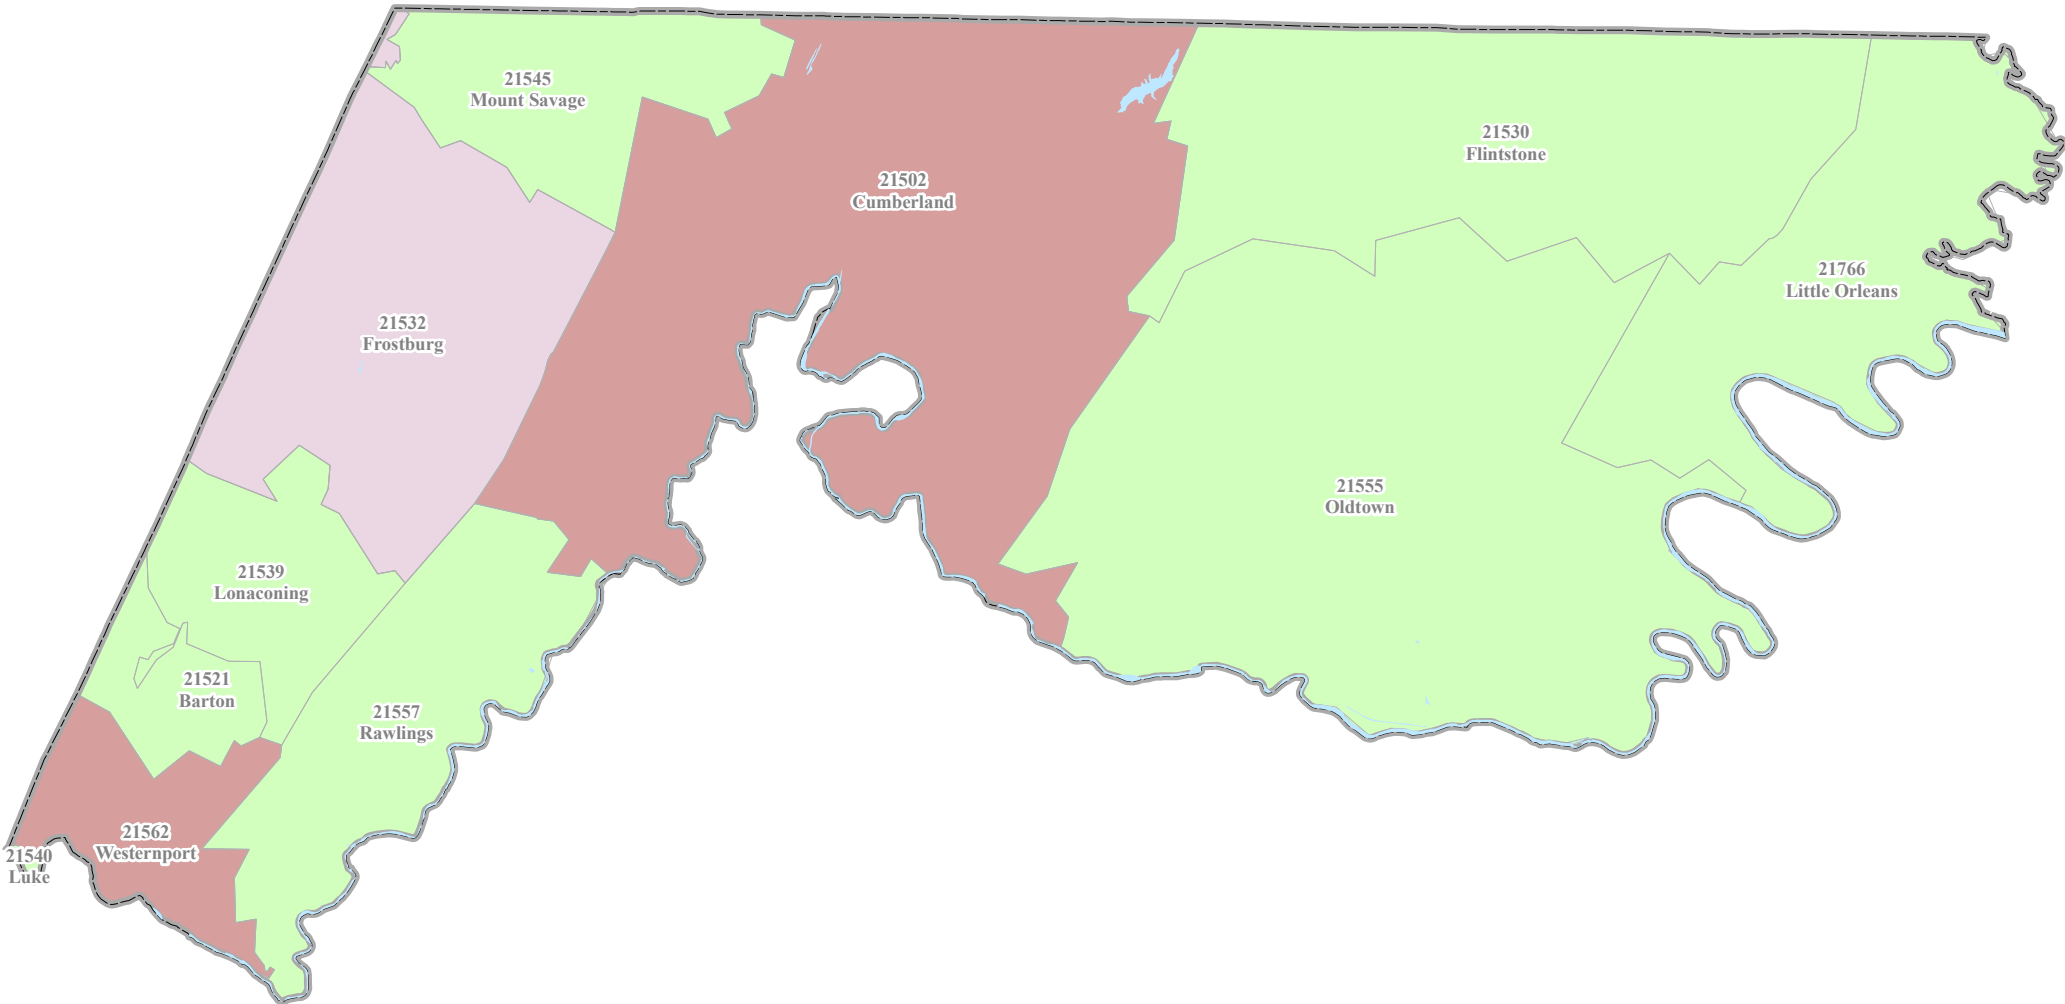 21545
Mount Savage
21530
Flintstone
21502
Cumberland
21766
Little Orleans
21532
Frostburg
21555
Oldtown
21539
Lonaconing
21521
Barton
21557
Rawlings
21562
Westernport
21540
Luke